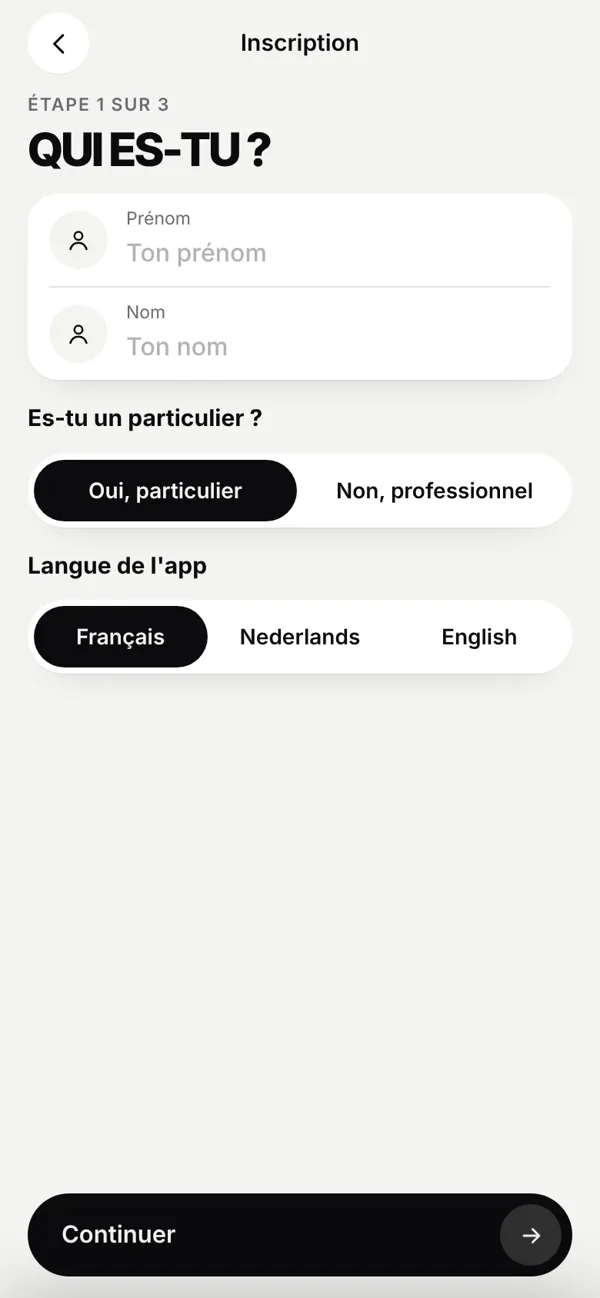 Inscription
ÉTAPE 1 SUR 3
QUI ES-TU ?
Prénom
Ton prénom
Nom
Ton nom
Es-tu un particulier ?
Oui, particulier
Non, professionnel
Langue de l'app
Français
Nederlands
English
Continuer